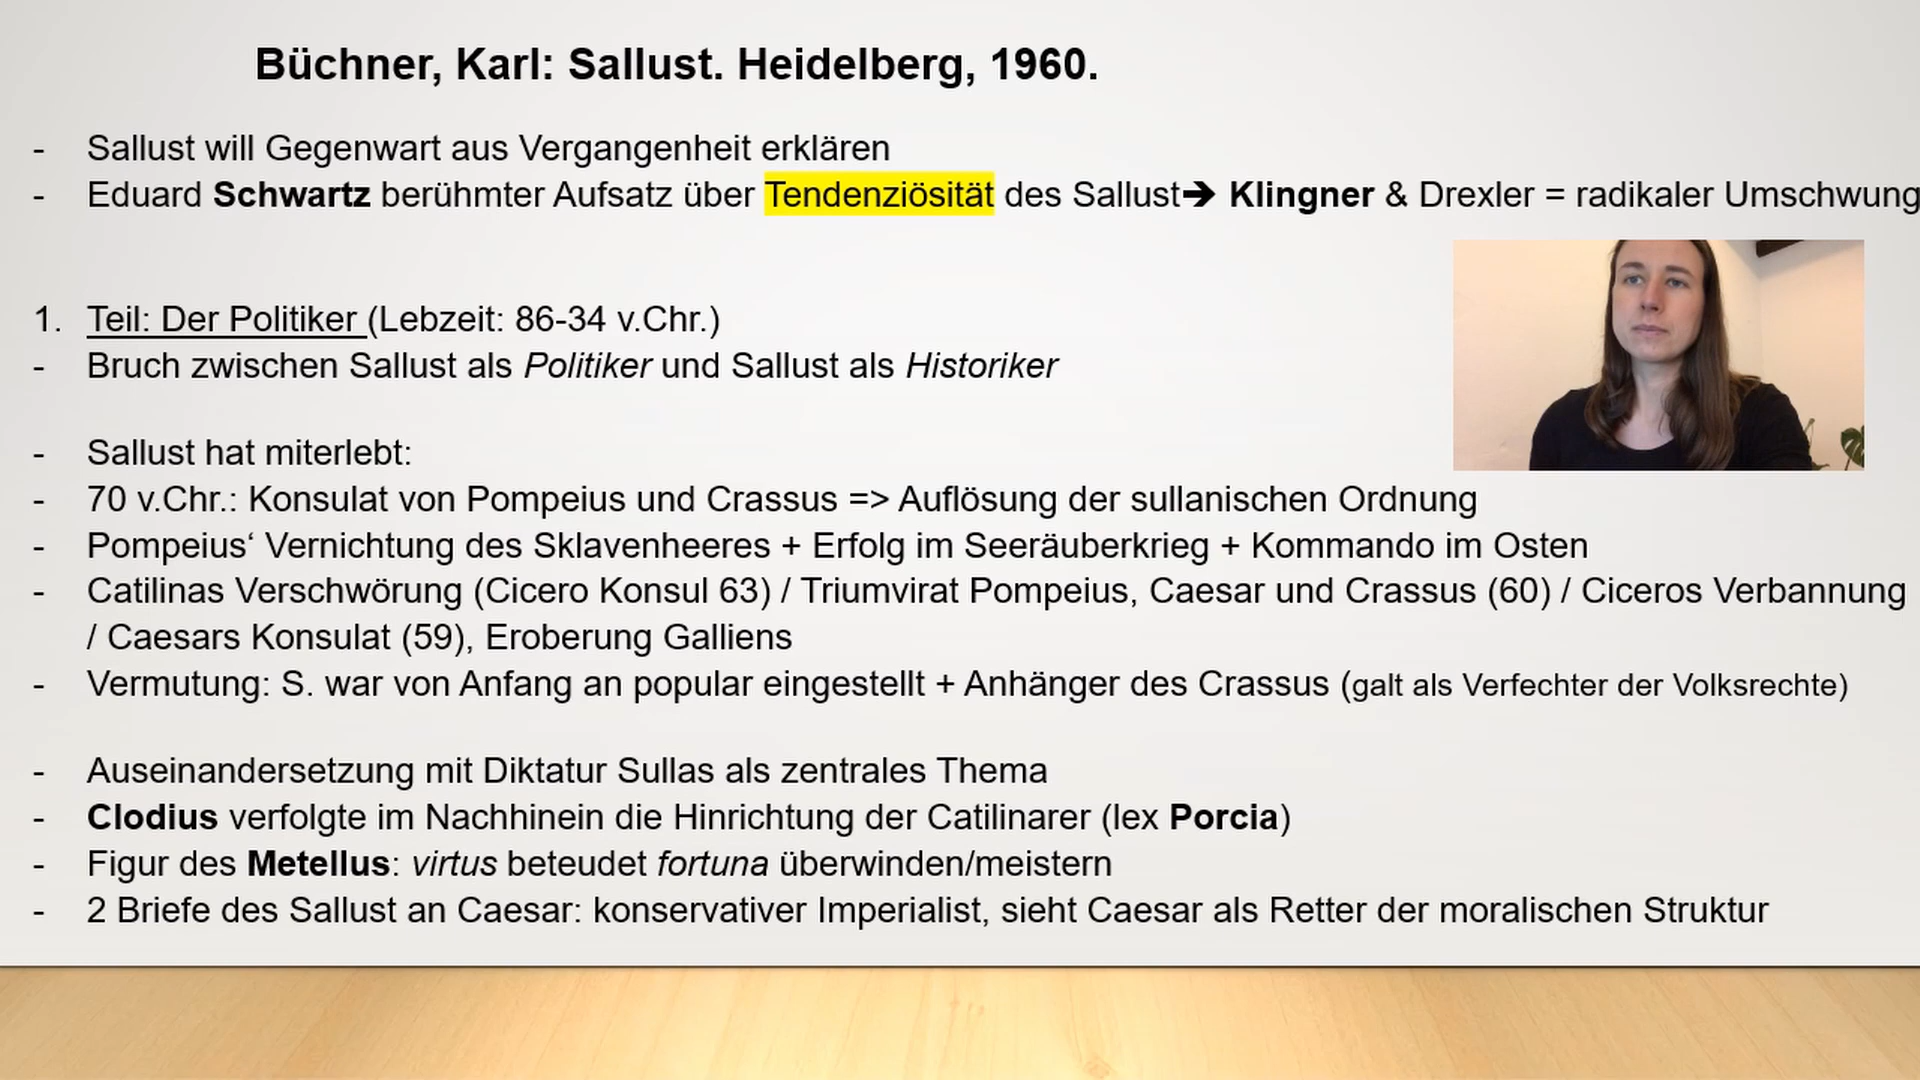 Büchner, Karl: Sallust. Heidelberg, 1960.
- Sallust will Gegenwart aus Vergangenheit erklären
- Eduard Schwartz berühmter Aufsatz über Tendenziösität des Sallust➔ Klingner & Drexler = radikaler Umschwung
1. Teil: Der Politiker (Lebzeit: 86-34 v.Chr.)
- Bruch zwischen Sallust als Politiker und Sallust als Historiker
- Sallust hat miterlebt:
- 70 v.Chr.: Konsulat von Pompeius und Crassus => Auflösung der sullanischen Ordnung
- Pompeius‘ Vernichtung des Sklavenheeres + Erfolg im Seeräuberkrieg + Kommando im Osten
- Catilinas Verschwörung (Cicero Konsul 63) / Triumvirat Pompeius, Caesar und Crassus (60) / Ciceros Verbannung
/ Caesars Konsulat (59), Eroberung Galliens
- Vermutung: S. war von Anfang an popular eingestellt + Anhänger des Crassus (galt als Verfechter der Volksrechte)
- Auseinandersetzung mit Diktatur Sullas als zentrales Thema
- Clodius verfolgte im Nachhinein die Hinrichtung der Catilinarer (lex Porcia)
- Figur des Metellus: virtus beteudet fortuna überwinden/meistern
- 2 Briefe des Sallust an Caesar: konservativer Imperialist, sieht Caesar als Retter der moralischen Struktur